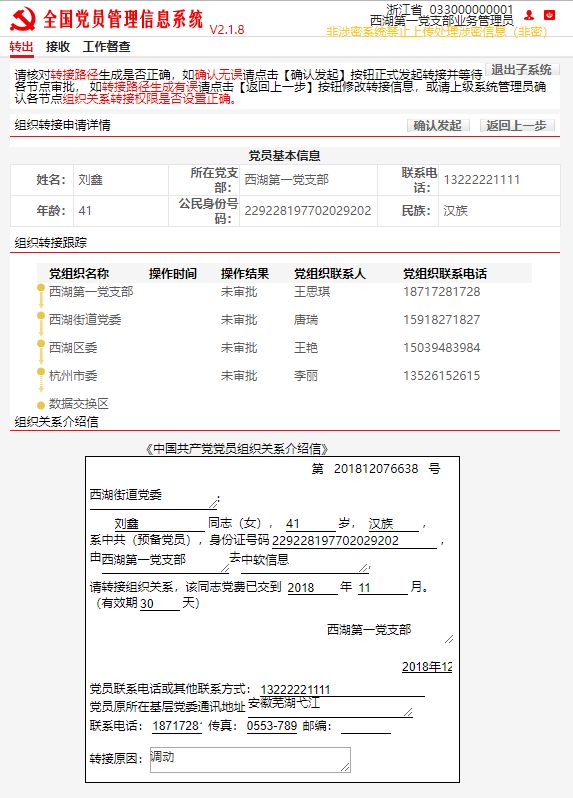 全国党员管理信息系统 V2.1.8
浙江省 033000000001
西湖第一党支部业务管理员
非涉密系统禁止上传处理涉密信息（非密）
转出 接收 工作督查
退出子系统
请核对转接路径生成是否正确，如确认无误请点击【确认发起】按钮正式发起转接并等待
各节点审批， 如转接路径生成有误请点击【返回上一步】按钮修改转接信息，或请上级系统管理员确
认各节点组织关系转接权限是否设置正确。
组织转接申请详情 确认发起 返回上一步
党员基本信息
姓名： 刘鑫 所在党支部： 西湖第一党支部 联系电话： 13222221111
年龄： 41 公民身份号码： 229228197702029202 民族： 汉族
组织转接跟踪
党组织名称 操作时间 操作结果 党组织联系人 党组织联系电话
西湖第一党支部 未审批 王思琪 18717281728
西湖街道党委 未审批 唐瑞 15918271827
西湖区委 未审批 王艳 15039483984
杭州市委 未审批 李丽 13526152615
数据交换区
组织关系介绍信
《中国共产党党员组织关系介绍信》
第 201812076638 号
西湖街道党委 ：
刘鑫 同志（女）， 41 岁， 汉族 ，
系中共（预备党员），身份证号码 229228197702029202 ，
由西湖第一党支部 去中软信息 ，
请转接组织关系，该同志党费已交到 2018 年 11 月。
（有效期 30 天）
西湖第一党支部
2018年12
党员联系电话或其他联系方式： 13222221111
党员原所在基层党委通讯地址 安徽芜湖弋江
联系电话： 1871728 传真： 0553-789 邮编：
转接原因： 调动